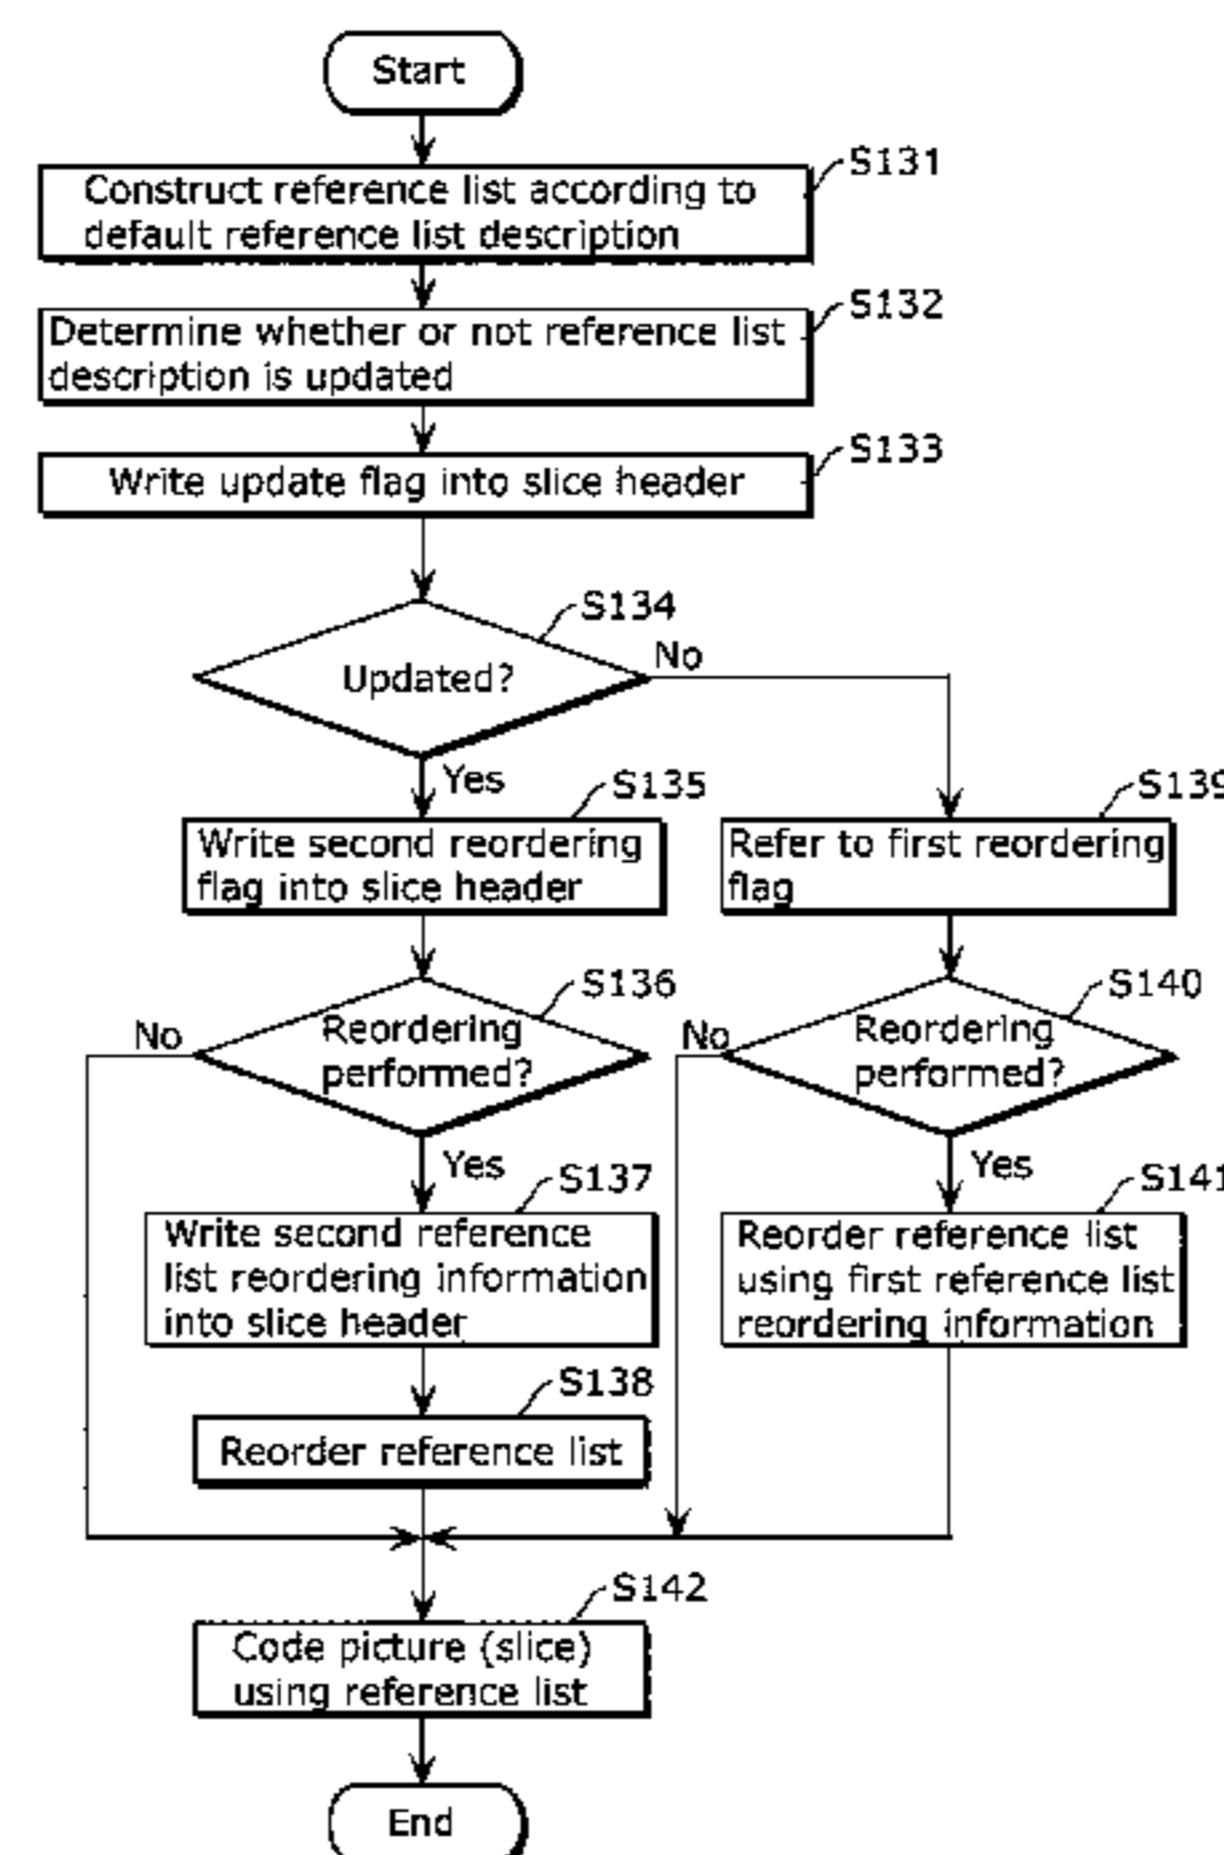 Start
S131
Construct reference list according to
default reference list description
S132
Determine whether or not reference list
description is updated
S133
Write update flag into slice header
S134
Updated?
No
Yes
S135
Write second reordering
flag into slice header
S139
Refer to first reordering
flag
S136
Reordering
performed?
No
Yes
S140
Reordering
performed?
No
Yes
S137
Write second reference
list reordering information
into slice header
S141
Reorder reference list
using first reference list
reordering information
S138
Reorder reference list
S142
Code picture (slice)
using reference list
End